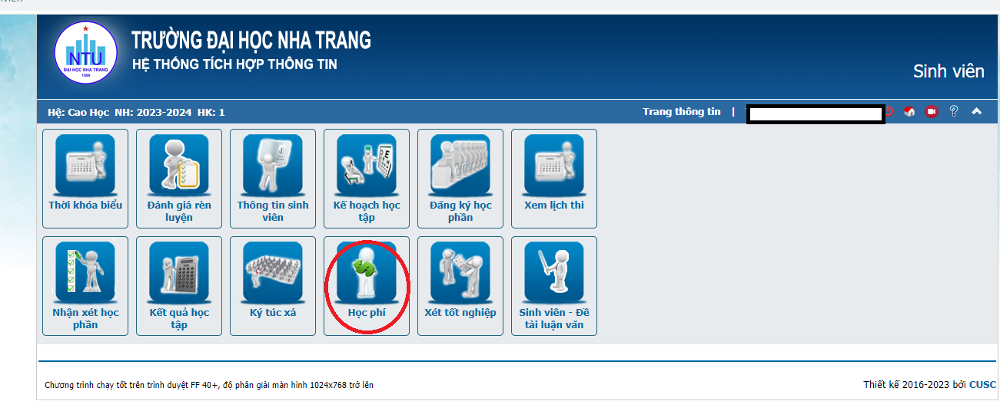 NTU
ĐẠI HỌC NHA TRANG
1959
TRƯỜNG ĐẠI HỌC NHA TRANG
HỆ THỐNG TÍCH HỢP THÔNG TIN
Sinh viên
Hệ: Cao Học NH: 2023-2024 HK: 1
Trang thông tin |
Thời khóa biểu
Đánh giá rèn
luyện
Thông tin sinh
viên
Kế hoạch học
tập
Đăng ký học
phần
Xem lịch thi
Nhận xét học
phần
Kết quả học
tập
Ký túc xá
Học phí
Xét tốt nghiệp
Sinh viên - Đề
tài luận văn
Chương trình chạy tốt trên trình duyệt FF 40+, độ phân giải màn hình 1024x768 trở lên
Thiết kế 2016-2023 bởi CUSC